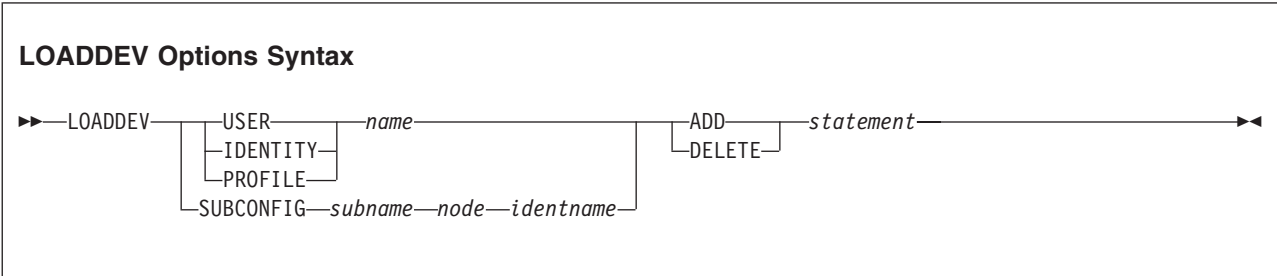 LOADDEV Options Syntax
LOADDEV USER name ADD statement
IDENTITY DELETE
PROFILE
SUBCONFIG subname node identname